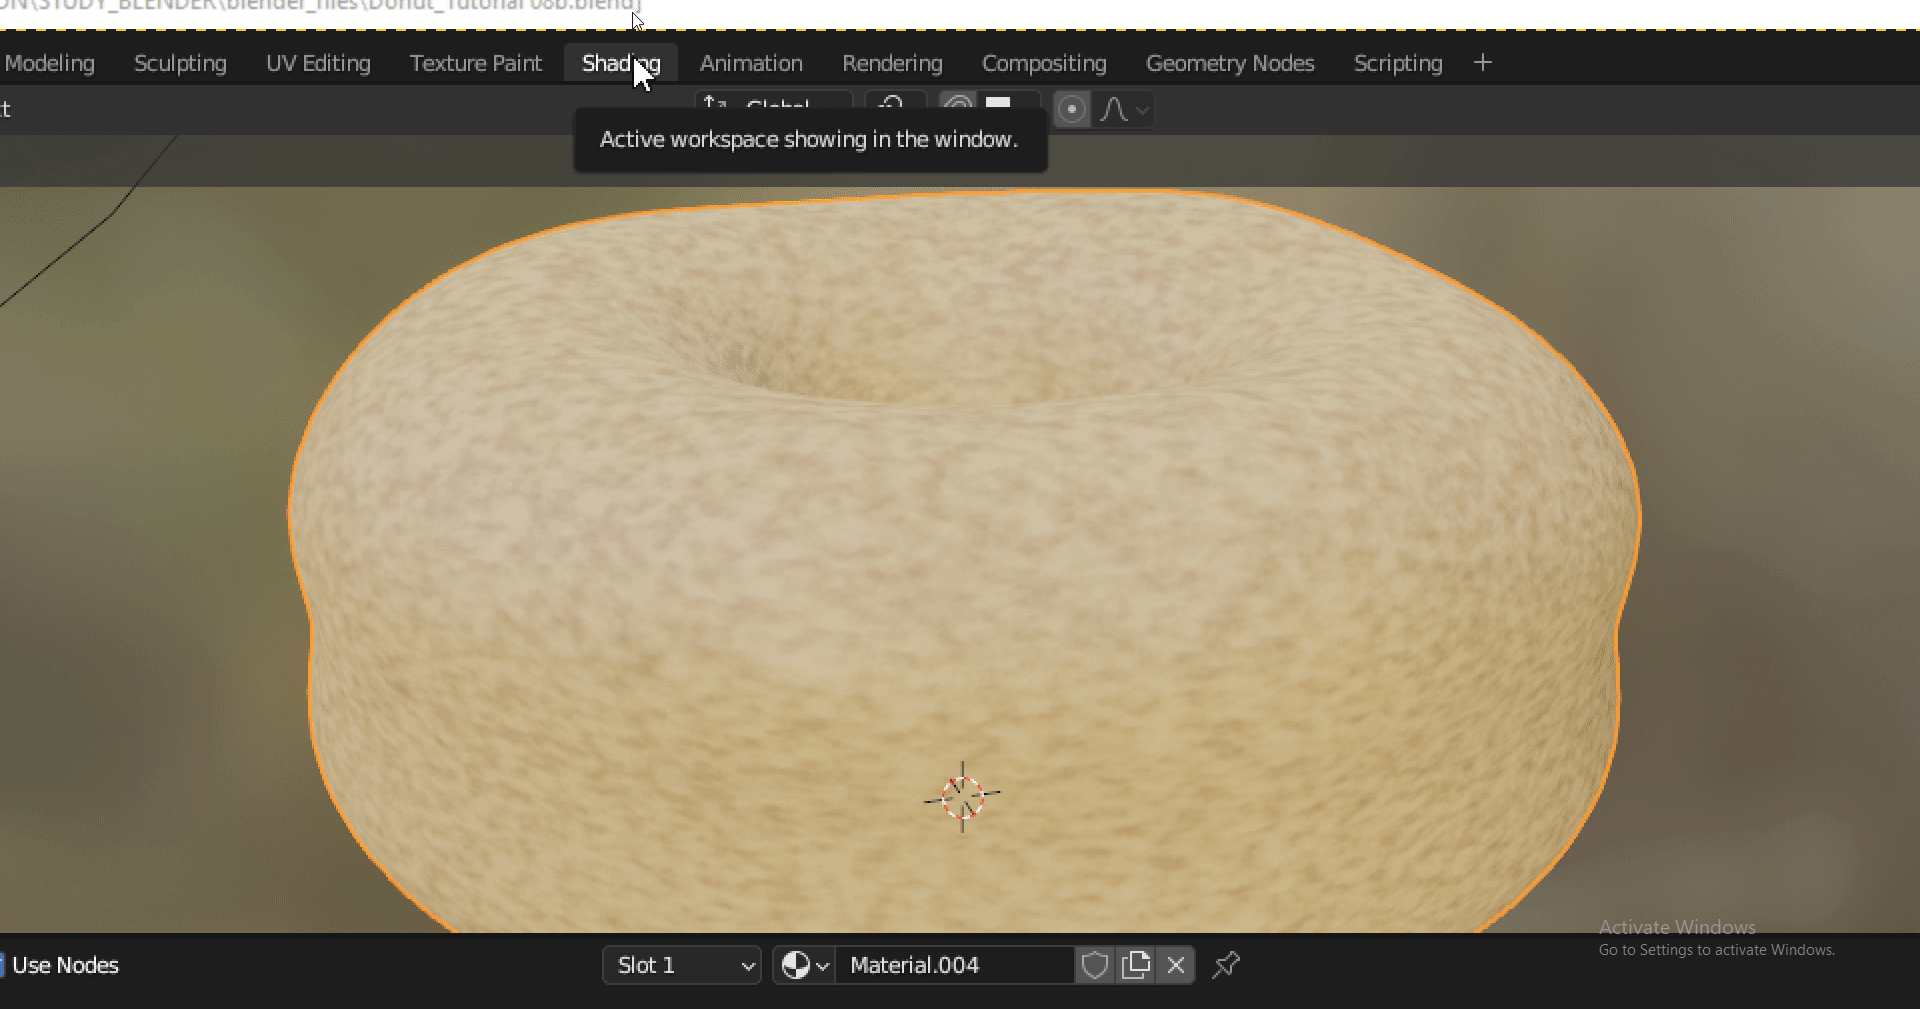 ON\STUDY_BLENDER\blender_files\Donut_Tutorial 08b.blend]
Modeling Sculpting UV Editing Texture Paint Shading Animation Rendering Compositing Geometry Nodes Scripting +
Global
Active workspace showing in the window.
Activate Windows
Go to Settings to activate Windows.
Use Nodes Slot 1 Material.004